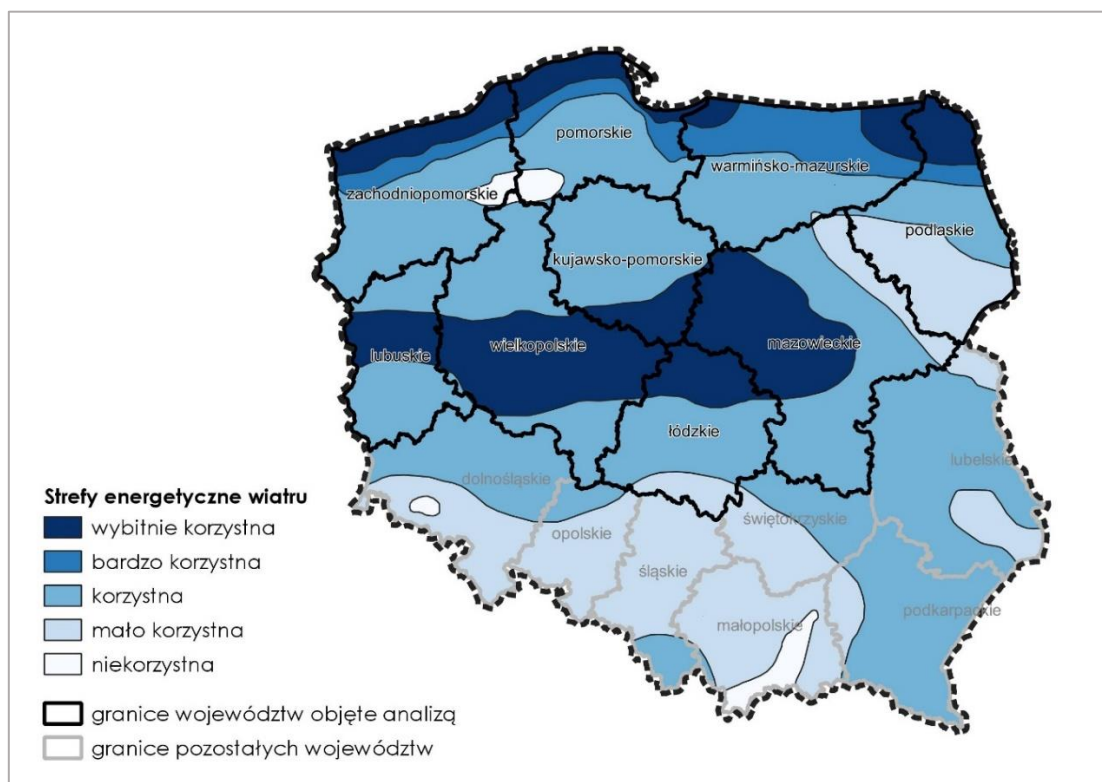 pomorskie
warmińsko-mazurskie
zachodniopomorskie
podlaskie
kujawsko-pomorskie
mazowieckie
wielkopolskie
lubuskie
łódzkie
lubelskie
dolnośląskie
świętokrzyskie
opolskie
śląskie
podkarpackie
małopolskie
Strefy energetyczne wiatru
wybitnie korzystna
bardzo korzystna
korzystna
mało korzystna
niekorzystna
granice województw objęte analizą
granice pozostałych województw